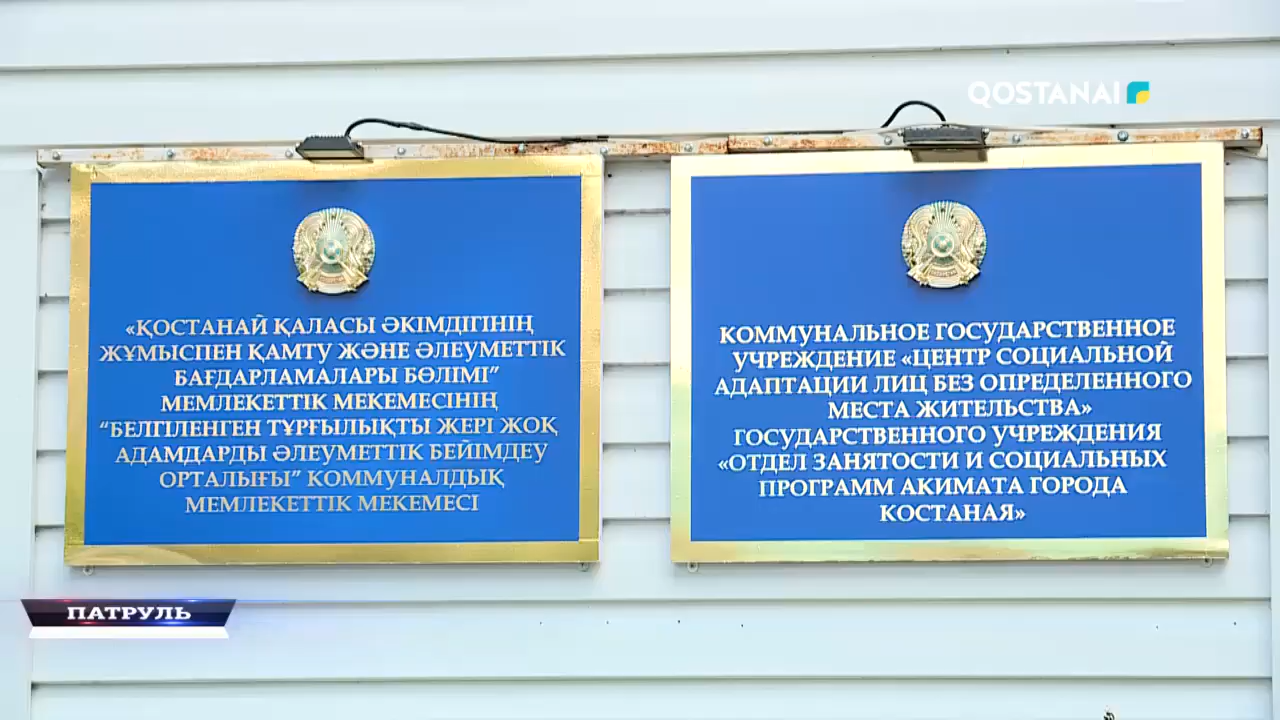 QOSTANAI
«ҚОСТАНАЙ ҚАЛАСЫ ӘКІМДІГІНІҢ
ЖҰМЫСПЕН ҚАМТУ ЖӘНЕ ӘЛЕУМЕТТІК
БАҒДАРЛАМАЛАРЫ БӨЛІМІ”
МЕМЛЕКЕТТІК МЕКЕМЕСІНІҢ
“БЕЛГІЛЕНГЕН ТҰРҒЫЛЫҚТЫ ЖЕРІ ЖОҚ
АДАМДАРДЫ ӘЛЕУМЕТТІК БЕЙІМДЕУ
ОРТАЛЫҒЫ” КОММУНАЛДЫҚ
МЕМЛЕКЕТТІК МЕКЕМЕСІ
КОММУНАЛЬНОЕ ГОСУДАРСТВЕННОЕ
УЧРЕЖДЕНИЕ «ЦЕНТР СОЦИАЛЬНОЙ
АДАПТАЦИИ ЛИЦ БЕЗ ОПРЕДЕЛЕННОГО
МЕСТА ЖИТЕЛЬСТВА»
ГОСУДАРСТВЕННОГО УЧРЕЖДЕНИЯ
«ОТДЕЛ ЗАНЯТОСТИ И СОЦИАЛЬНЫХ
ПРОГРАММ АКИМАТА ГОРОДА
КОСТАНАЯ»
ПАТРУЛЬ